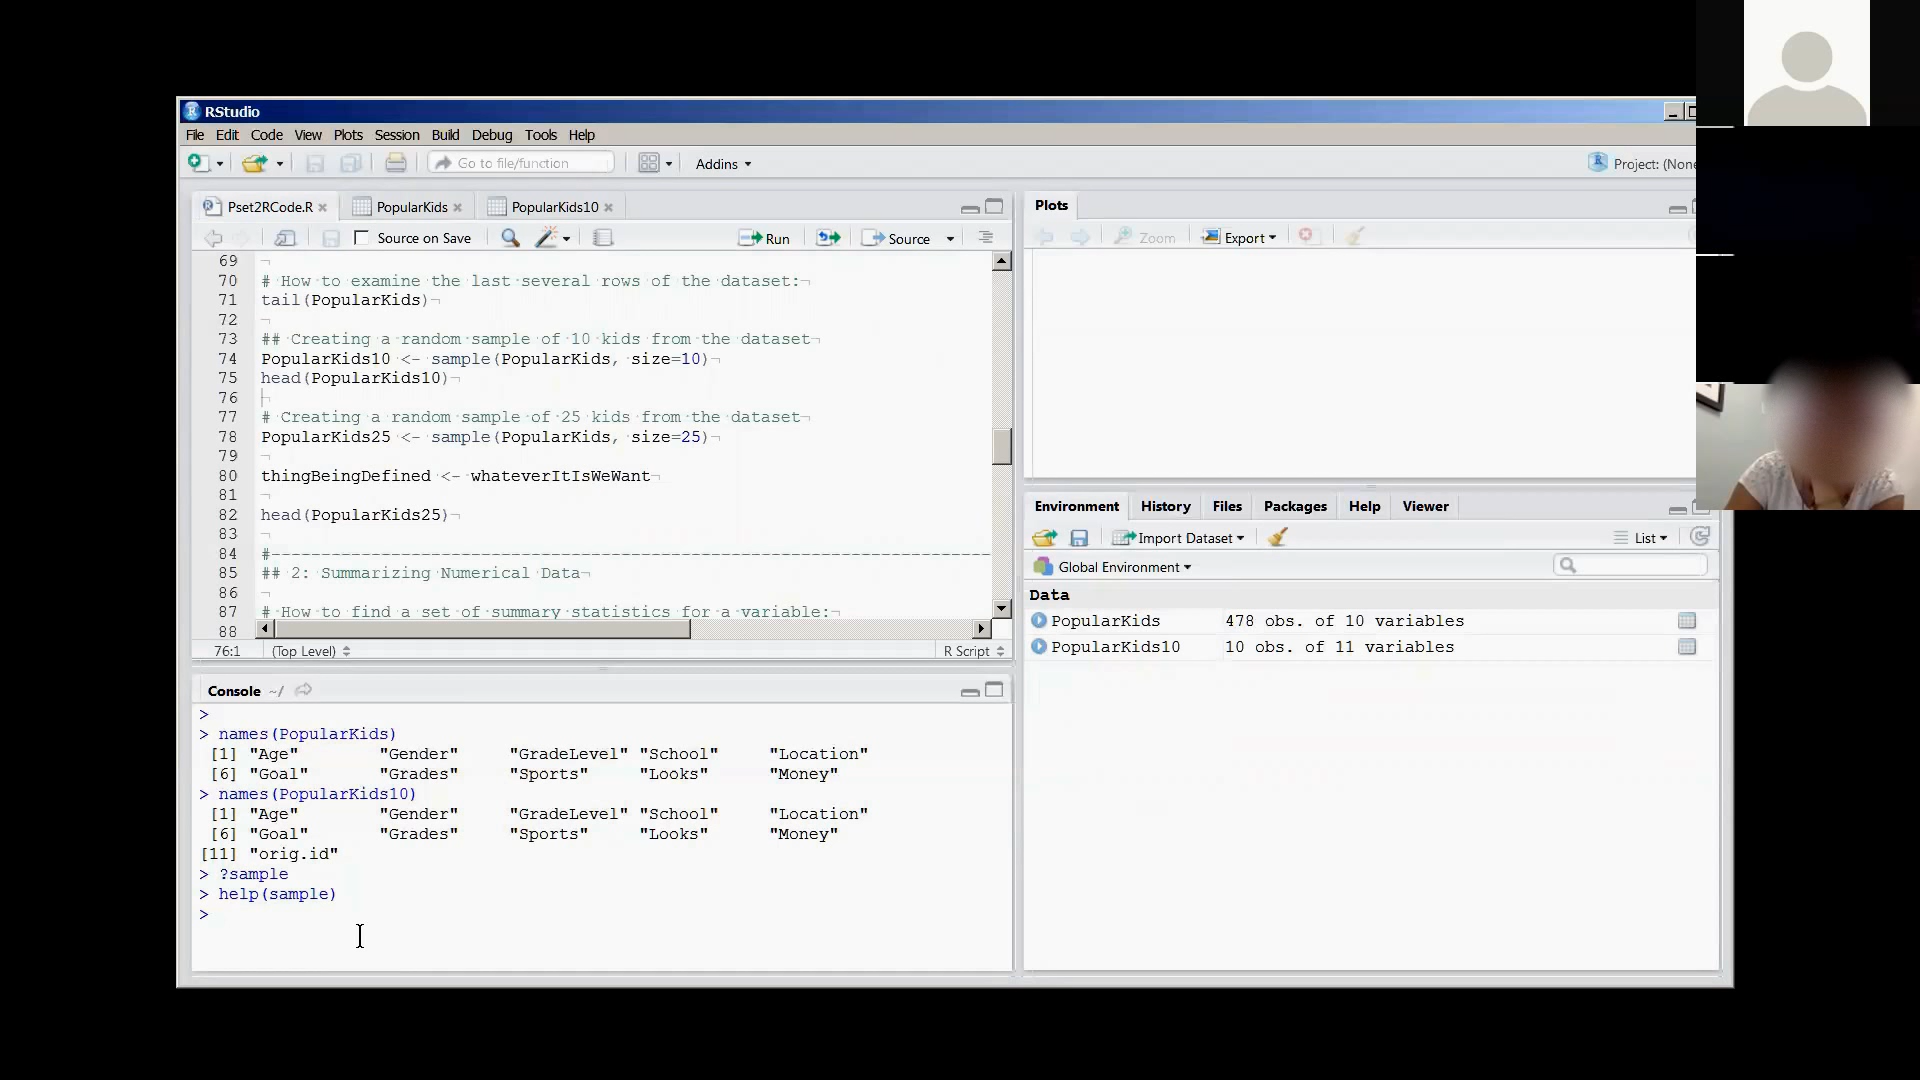 RStudio
File Edit Code View Plots Session Build Debug Tools Help
Go to file/function Addins Project: (None
Pset2RCode.R PopularKids PopularKids10
Source on Save Run Source
69
70 # How to examine the last several rows of the dataset:
71 tail(PopularKids)
72
73 ## Creating a random sample of 10 kids from the dataset
74 PopularKids10 <- sample(PopularKids, size=10)
75 head(PopularKids10)
76
77 # Creating a random sample of 25 kids from the dataset
78 PopularKids25 <- sample(PopularKids, size=25)
79
80 thingBeingDefined <- whateverItIsWeWant
81
82 head(PopularKids25)
83
84 #--------------------------------------------------------------------------
85 ## 2: Summarizing Numerical Data
86
87 # How to find a set of summary statistics for a variable:
88
76:1 (Top Level) R Script
Console ~/
>
> names(PopularKids)
[1] "Age" "Gender" "GradeLevel" "School" "Location"
[6] "Goal" "Grades" "Sports" "Looks" "Money"
> names(PopularKids10)
[1] "Age" "Gender" "GradeLevel" "School" "Location"
[6] "Goal" "Grades" "Sports" "Looks" "Money"
[11] "orig.id"
> ?sample
> help(sample)
>
Plots
Zoom Export
Environment History Files Packages Help Viewer
Import Dataset List
Global Environment
Data
PopularKids 478 obs. of 10 variables
PopularKids10 10 obs. of 11 variables